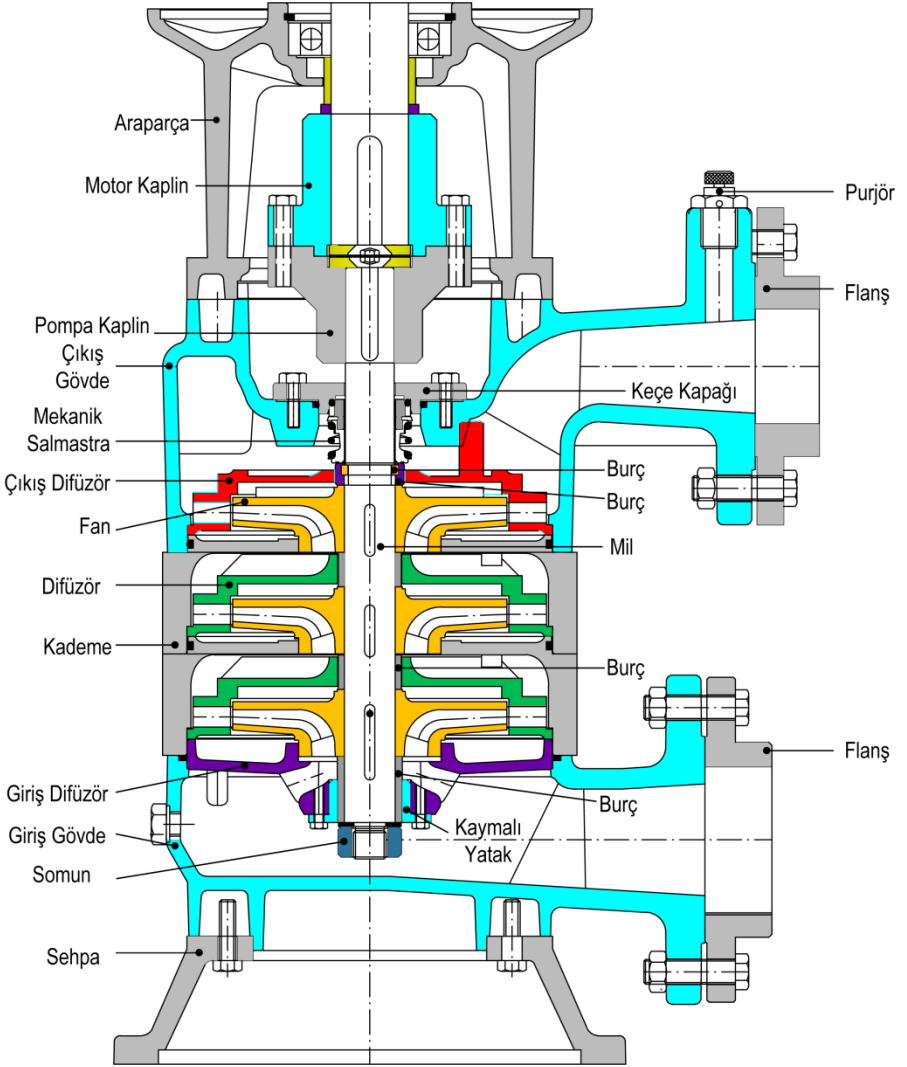 Araparça
Motor Kaplin
Purjör
Flanş
Pompa Kaplin
Çıkış
Gövde
Keçe Kapağı
Mekanik
Salmastra
Burç
Çıkış Difüzör
Burç
Fan
Mil
Difüzör
Kademe
Burç
Flanş
Giriş Difüzör
Burç
Giriş Gövde
Kaymalı
Yatak
Somun
Sehpa